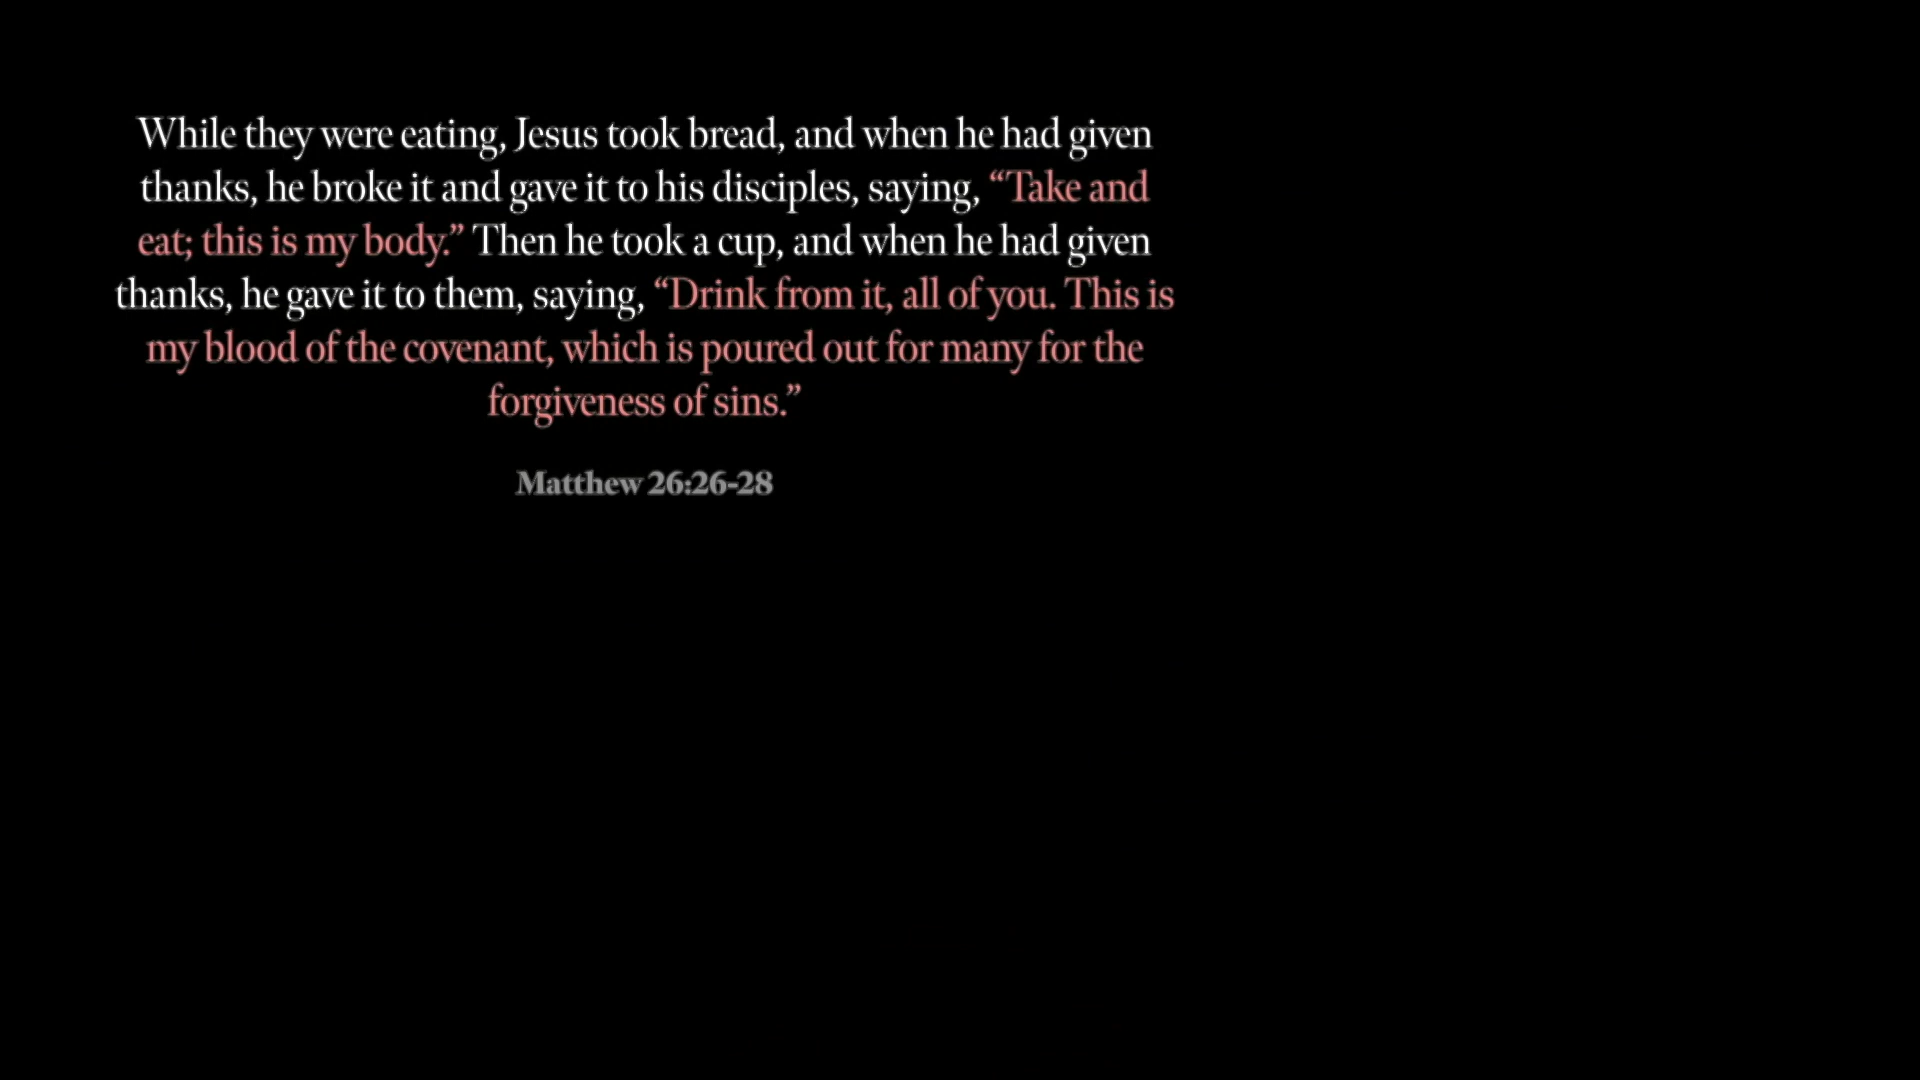 While they were eating, Jesus took bread, and when he had given
thanks, he broke it and gave it to his disciples, saying, “Take and
eat; this is my body.” Then he took a cup, and when he had given
thanks, he gave it to them, saying, “Drink from it, all of you. This is
my blood of the covenant, which is poured out for many for the
forgiveness of sins.”
Matthew 26:26-28